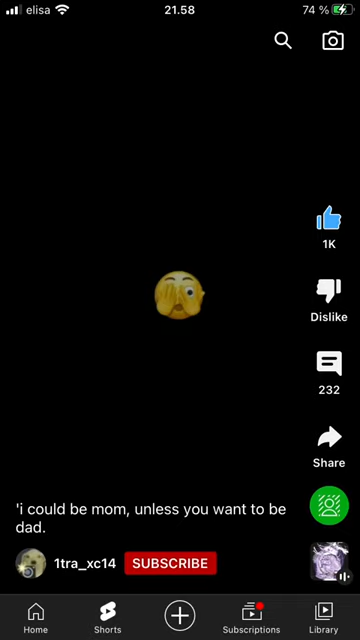 elisa
21.58
74 %
1K
Dislike
232
Share
'i could be mom, unless you want to be
dad.
1tra_xc14
SUBSCRIBE
Home
Shorts
Subscriptions
Library